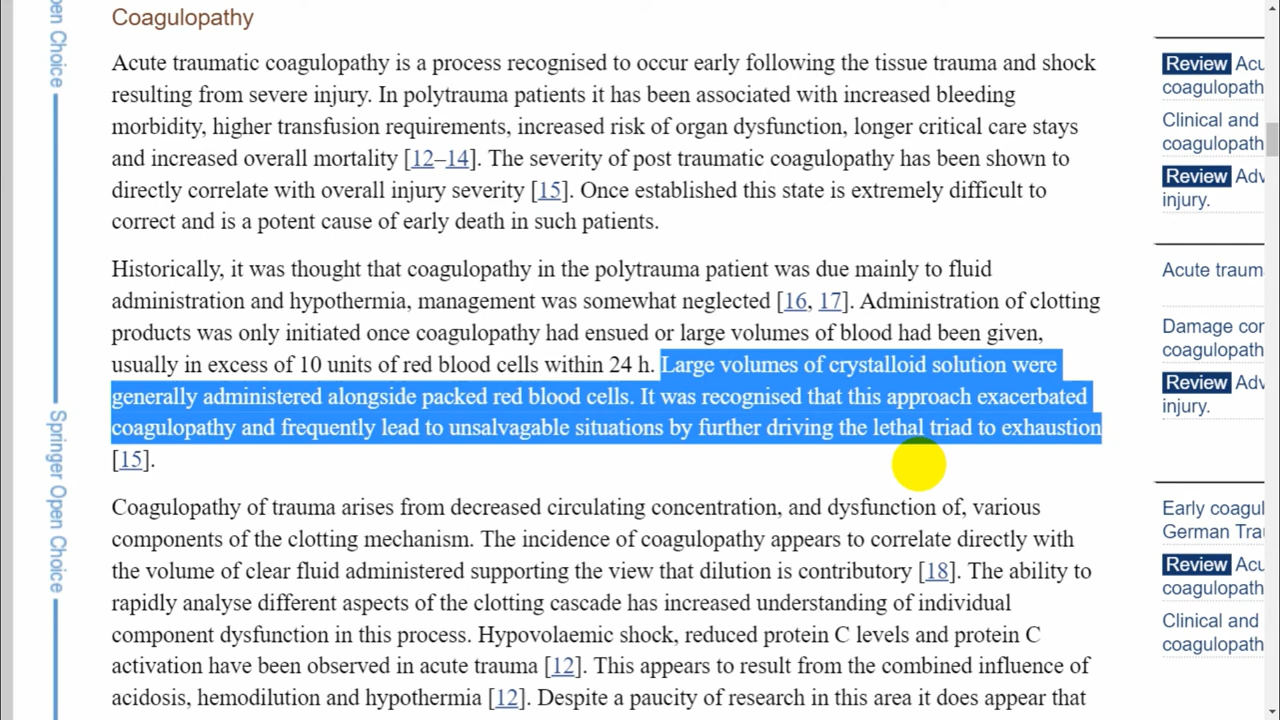 Coagulopathy
Acute traumatic coagulopathy is a process recognised to occur early following the tissue trauma and shock
resulting from severe injury. In polytrauma patients it has been associated with increased bleeding
morbidity, higher transfusion requirements, increased risk of organ dysfunction, longer critical care stays
and increased overall mortality [12–14]. The severity of post traumatic coagulopathy has been shown to
directly correlate with overall injury severity [15]. Once established this state is extremely difficult to
correct and is a potent cause of early death in such patients.
Historically, it was thought that coagulopathy in the polytrauma patient was due mainly to fluid
administration and hypothermia, management was somewhat neglected [16, 17]. Administration of clotting
products was only initiated once coagulopathy had ensued or large volumes of blood had been given,
usually in excess of 10 units of red blood cells within 24 h. Large volumes of crystalloid solution were
generally administered alongside packed red blood cells. It was recognised that this approach exacerbated
coagulopathy and frequently lead to unsalvagable situations by further driving the lethal triad to exhaustion
[15].
Coagulopathy of trauma arises from decreased circulating concentration, and dysfunction of, various
components of the clotting mechanism. The incidence of coagulopathy appears to correlate directly with
the volume of clear fluid administered supporting the view that dilution is contributory [18]. The ability to
rapidly analyse different aspects of the clotting cascade has increased understanding of individual
component dysfunction in this process. Hypovolaemic shock, reduced protein C levels and protein C
activation have been observed in acute trauma [12]. This appears to result from the combined influence of
acidosis, hemodilution and hypothermia [12]. Despite a paucity of research in this area it does appear that
pen Choice
Springer Open Choice
Review Acu
coagulopath
Clinical and
coagulopath
Review Adv
injury.
Acute traum
Damage cor
coagulopath
Review Adv
injury.
Early coagul
German Tra
Review Acu
coagulopath
Clinical and
coagulopath